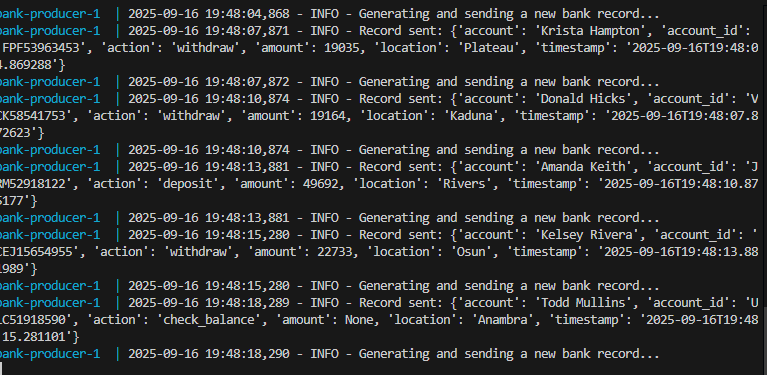 bank-producer-1  | 2025-09-16 19:48:04,868 - INFO - Generating and sending a new bank record...
bank-producer-1  | 2025-09-16 19:48:07,871 - INFO - Record sent: {'account': 'Krista Hampton', 'account_id': '
FPF53963453', 'action': 'withdraw', 'amount': 19035, 'location': 'Plateau', 'timestamp': '2025-09-16T19:48:0
4.869288'}
bank-producer-1  | 2025-09-16 19:48:07,872 - INFO - Generating and sending a new bank record...
bank-producer-1  | 2025-09-16 19:48:10,874 - INFO - Record sent: {'account': 'Donald Hicks', 'account_id': 'V
CK58541753', 'action': 'withdraw', 'amount': 19164, 'location': 'Kaduna', 'timestamp': '2025-09-16T19:48:07.8
72623'}
bank-producer-1  | 2025-09-16 19:48:10,874 - INFO - Generating and sending a new bank record...
bank-producer-1  | 2025-09-16 19:48:13,881 - INFO - Record sent: {'account': 'Amanda Keith', 'account_id': 'J
RM52918122', 'action': 'deposit', 'amount': 49692, 'location': 'Rivers', 'timestamp': '2025-09-16T19:48:10.87
5177'}
bank-producer-1  | 2025-09-16 19:48:13,881 - INFO - Generating and sending a new bank record...
bank-producer-1  | 2025-09-16 19:48:15,280 - INFO - Record sent: {'account': 'Kelsey Rivera', 'account_id': '
CEJ15654955', 'action': 'withdraw', 'amount': 22733, 'location': 'Osun', 'timestamp': '2025-09-16T19:48:13.88
1989'}
bank-producer-1  | 2025-09-16 19:48:15,280 - INFO - Generating and sending a new bank record...
bank-producer-1  | 2025-09-16 19:48:18,289 - INFO - Record sent: {'account': 'Todd Mullins', 'account_id': 'U
LC51918590', 'action': 'check_balance', 'amount': None, 'location': 'Anambra', 'timestamp': '2025-09-16T19:48
:15.281101'}
bank-producer-1  | 2025-09-16 19:48:18,290 - INFO - Generating and sending a new bank record...